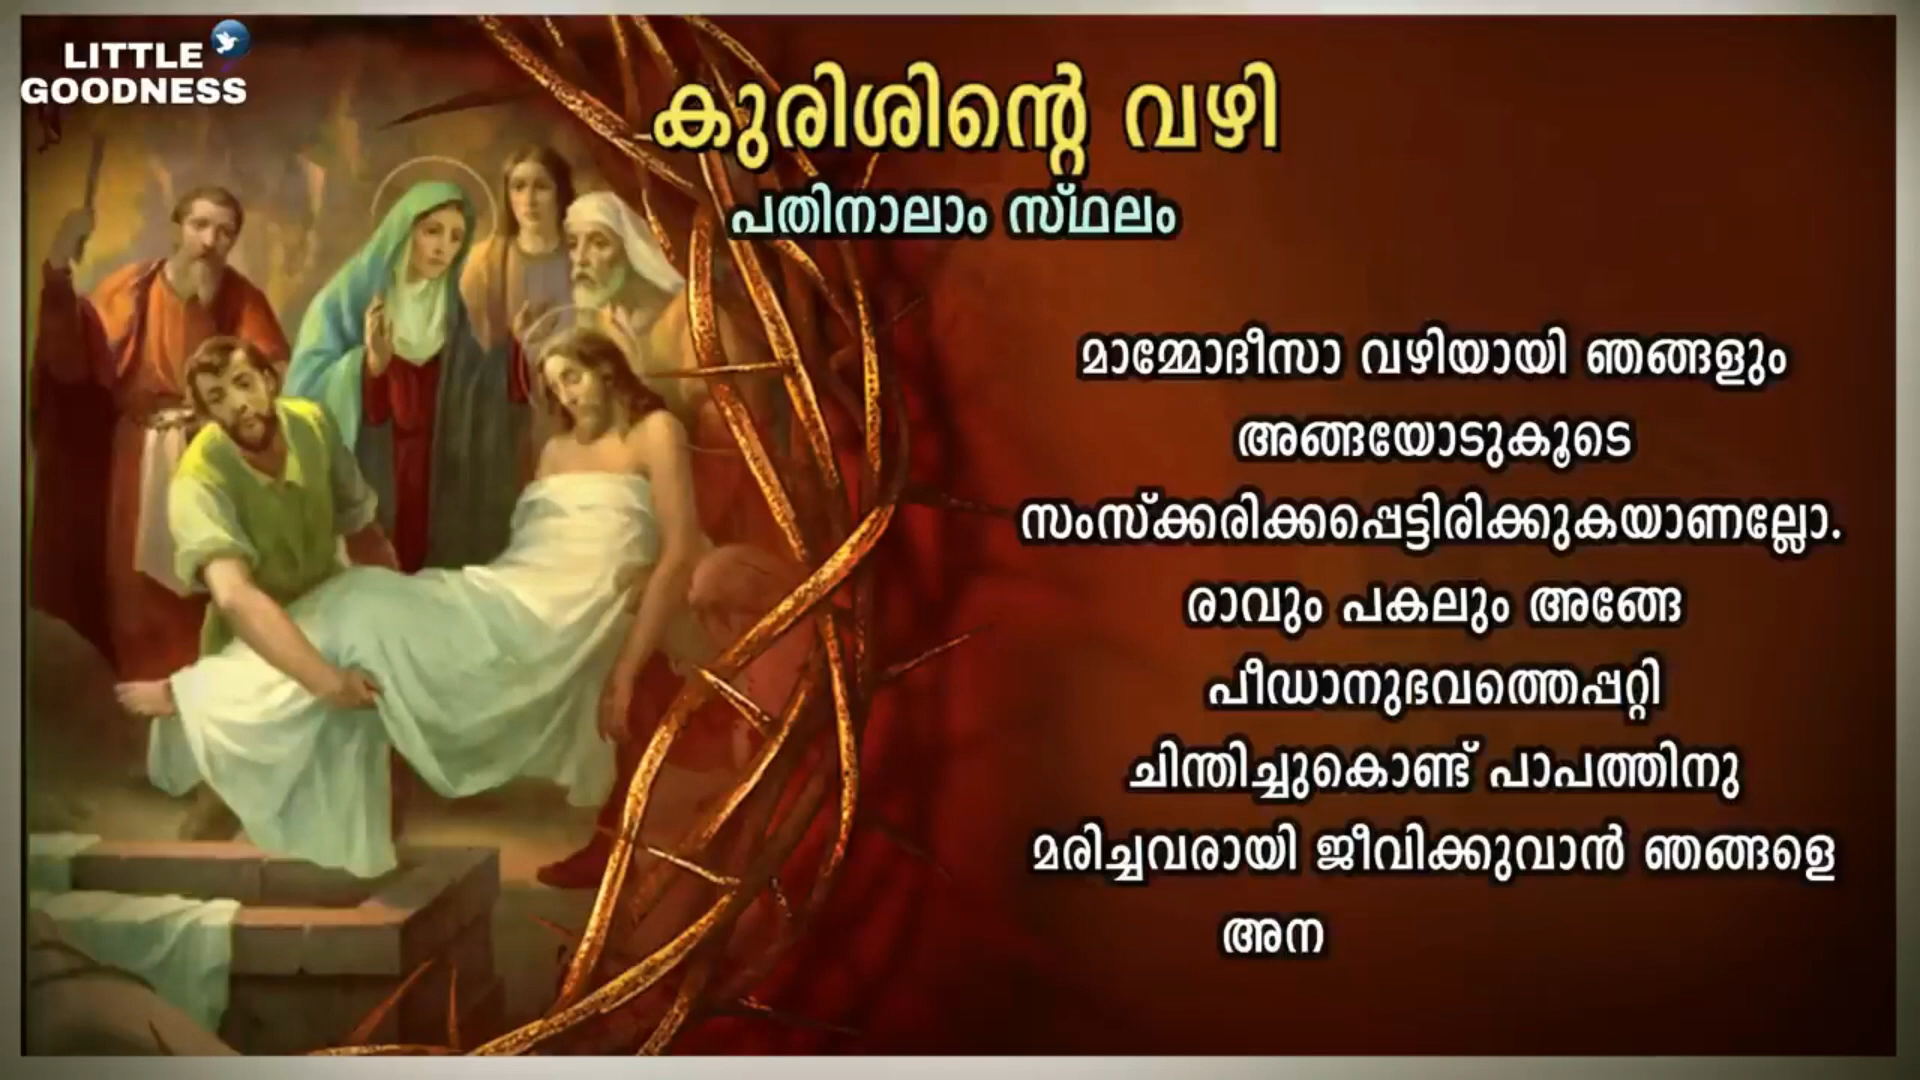 LITTLE
GOODNESS
കുരിശിന്റെ വഴി
പതിനാലാം സ്ഥലം
മാമ്മോദീസാ വഴിയായി ഞങ്ങളും
അങ്ങയോടുകൂടെ
സംസ്ക്കരിക്കപ്പെട്ടിരിക്കുകയാണല്ലോ.
രാവും പകലും അങ്ങേ
പീഡാനുഭവത്തെപ്പറ്റി
ചിന്തിച്ചുകൊണ്ട് പാപത്തിനു
മരിച്ചവരായി ജീവിക്കുവാൻ ഞങ്ങളെ
അന